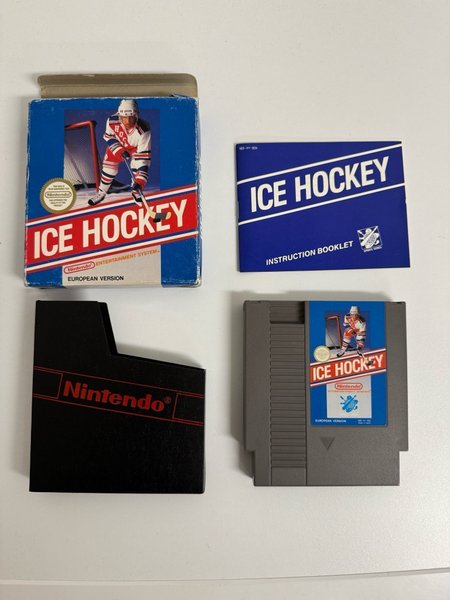 ICE HOCKEY
Nintendo
ENTERTAINMENT SYSTEM
EUROPEAN VERSION
ICE HOCKEY
INSTRUCTION BOOKLET
Nintendo®
ICE HOCKEY
Nintendo
EUROPEAN VERSION